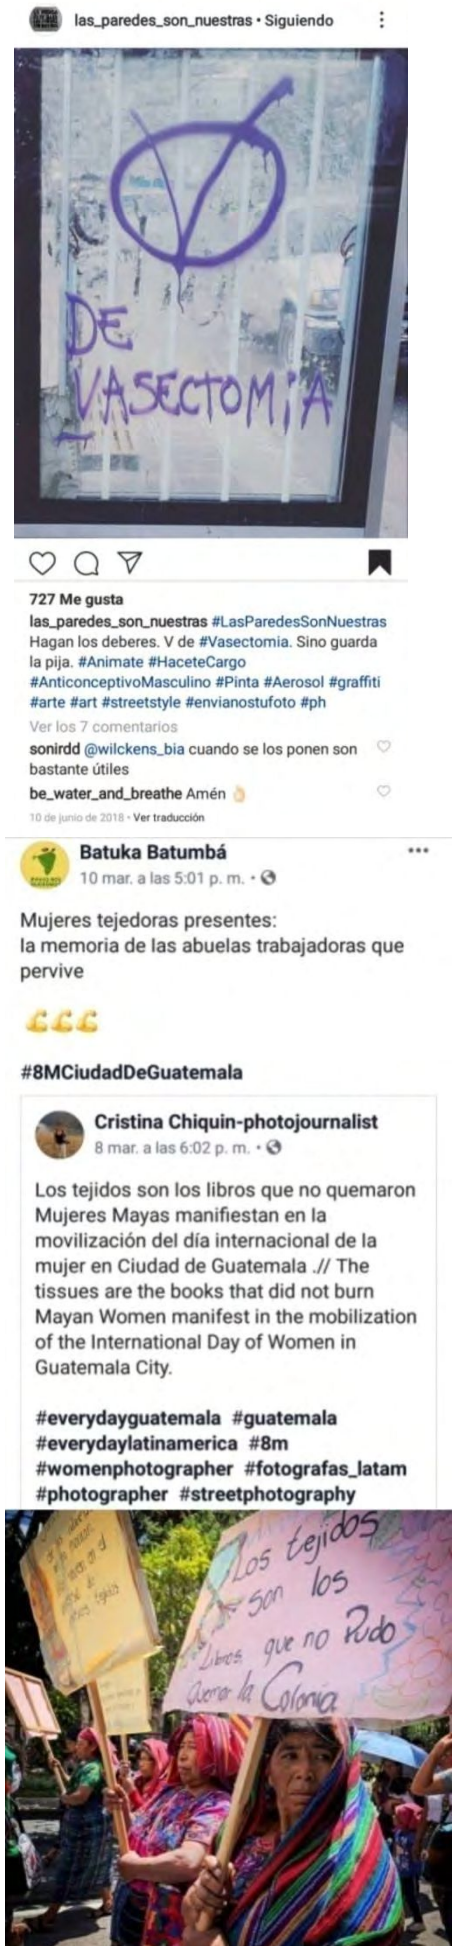 las_paredes_son_nuestras • Siguiendo
V
DE
VASECTOMIA
727 Me gusta
las_paredes_son_nuestras #LasParedesSonNuestras
Hagan los deberes. V de #Vasectomia. Sino guarda
la pija. #Animate #HaceteCargo
#AnticonceptivoMasculino #Pinta #Aerosol #graffiti
#arte #art #streetstyle #envianostufoto #ph
Ver los 7 comentarios
sonirdd @wilckens_bia cuando se los ponen son
bastante útiles
be_water_and_breathe Amén 👌🏻
10 de junio de 2018 • Ver traducción
Batuka Batumbá
10 mar. a las 5:01 p. m. •
Mujeres tejedoras presentes:
la memoria de las abuelas trabajadoras que
pervive
💪💪💪
#8MCiudadDeGuatemala
Cristina Chiquin-photojournalist
8 mar. a las 6:02 p. m. •
Los tejidos son los libros que no quemaron
Mujeres Mayas manifiestan en la
movilización del día internacional de la
mujer en Ciudad de Guatemala .// The
tissues are the books that did not burn
Mayan Women manifest in the mobilization
of the International Day of Women in
Guatemala City.
#everydayguatemala #guatemala
#everydaylatinamerica #8m
#womenphotographer #fotografas_latam
#photographer #streetphotography
Los tejidos
son los
Libros que no Pudo
Quemar la Colonia
tejidos